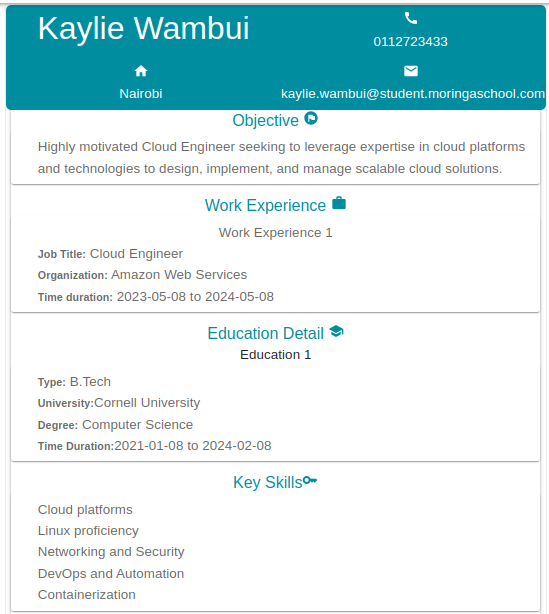 Kaylie Wambui
0112723433
Nairobi
kaylie.wambui@student.moringaschool.com
Objective
Highly motivated Cloud Engineer seeking to leverage expertise in cloud platforms
and technologies to design, implement, and manage scalable cloud solutions.
Work Experience
Work Experience 1
Job Title: Cloud Engineer
Organization: Amazon Web Services
Time duration: 2023-05-08 to 2024-05-08
Education Detail
Education 1
Type: B.Tech
University:Cornell University
Degree: Computer Science
Time Duration:2021-01-08 to 2024-02-08
Key Skills
Cloud platforms
Linux proficiency
Networking and Security
DevOps and Automation
Containerization